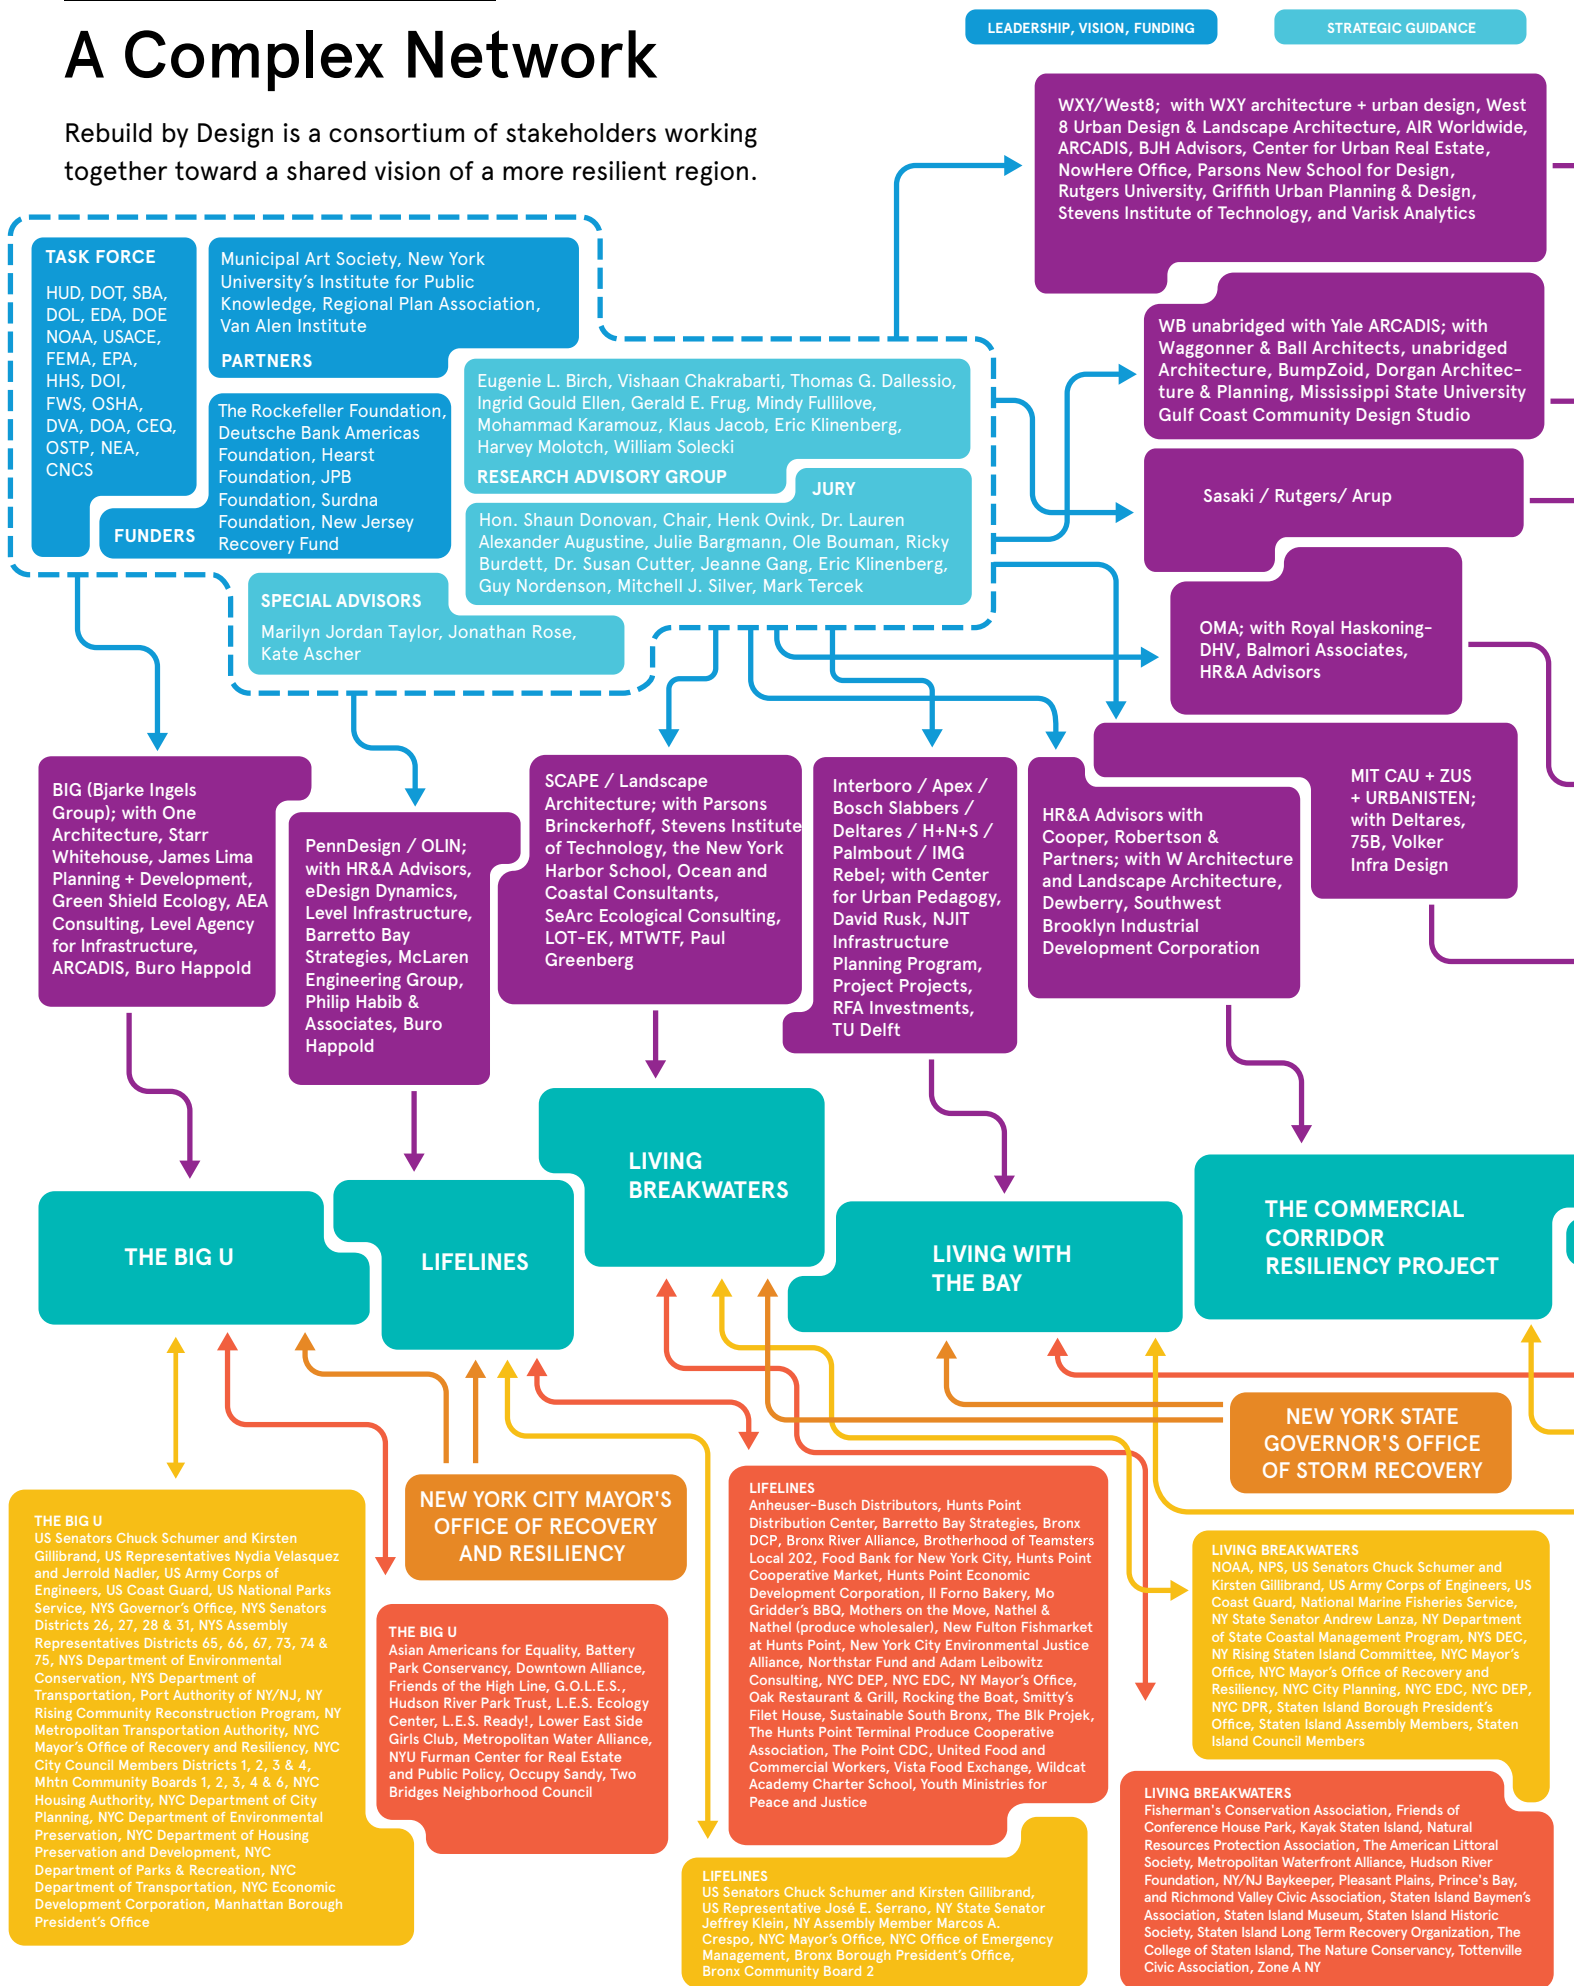 A Complex Network
Rebuild by Design is a consortium of stakeholders working
together toward a shared vision of a more resilient region.
LEADERSHIP, VISION, FUNDING
STRATEGIC GUIDANCE
TASK FORCE
HUD, DOT, SBA,
DOL, EDA, DOE
NOAA, USACE,
FEMA, EPA,
HHS, DOI,
FWS, OSHA,
DVA, DOA, CEQ,
OSTP, NEA,
CNCS
Municipal Art Society, New York
University's Institute for Public
Knowledge, Regional Plan Association,
Van Alen Institute
PARTNERS
The Rockefeller Foundation,
Deutsche Bank Americas
Foundation, Hearst
Foundation, JPB
Foundation, Surdna
Foundation, New Jersey
Recovery Fund
FUNDERS
Eugenie L. Birch, Vishaan Chakrabarti, Thomas G. Dallessio,
Ingrid Gould Ellen, Gerald E. Frug, Mindy Fullilove,
Mohammad Karamouz, Klaus Jacob, Eric Klinenberg,
Harvey Molotch, William Solecki
RESEARCH ADVISORY GROUP
JURY
Hon. Shaun Donovan, Chair, Henk Ovink, Dr. Lauren
Alexander Augustine, Julie Bargmann, Ole Bouman, Ricky
Burdett, Dr. Susan Cutter, Jeanne Gang, Eric Klinenberg,
Guy Nordenson, Mitchell J. Silver, Mark Tercek
SPECIAL ADVISORS
Marilyn Jordan Taylor, Jonathan Rose,
Kate Ascher
WXY/West8; with WXY architecture + urban design, West
8 Urban Design & Landscape Architecture, AIR Worldwide,
ARCADIS, BJH Advisors, Center for Urban Real Estate,
NowHere Office, Parsons New School for Design,
Rutgers University, Griffith Urban Planning & Design,
Stevens Institute of Technology, and Varisk Analytics
WB unabridged with Yale ARCADIS; with
Waggonner & Ball Architects, unabridged
Architecture, BumpZoid, Dorgan Architec-
ture & Planning, Mississippi State University
Gulf Coast Community Design Studio
Sasaki / Rutgers/ Arup
OMA; with Royal Haskoning-
DHV, Balmori Associates,
HR&A Advisors
MIT CAU + ZUS
+ URBANISTEN;
with Deltares,
75B, Volker
Infra Design
BIG (Bjarke Ingels
Group); with One
Architecture, Starr
Whitehouse, James Lima
Planning + Development,
Green Shield Ecology, AEA
Consulting, Level Agency
for Infrastructure,
ARCADIS, Buro Happold
PennDesign / OLIN;
with HR&A Advisors,
eDesign Dynamics,
Level Infrastructure,
Barretto Bay
Strategies, McLaren
Engineering Group,
Philip Habib &
Associates, Buro
Happold
SCAPE / Landscape
Architecture; with Parsons
Brinckerhoff, Stevens Institute
of Technology, the New York
Harbor School, Ocean and
Coastal Consultants,
SeArc Ecological Consulting,
LOT-EK, MTWTF, Paul
Greenberg
Interboro / Apex /
Bosch Slabbers /
Deltares / H+N+S /
Palmbout / IMG
Rebel; with Center
for Urban Pedagogy,
David Rusk, NJIT
Infrastructure
Planning Program,
Project Projects,
RFA Investments,
TU Delft
HR&A Advisors with
Cooper, Robertson &
Partners; with W Architecture
and Landscape Architecture,
Dewberry, Southwest
Brooklyn Industrial
Development Corporation
THE BIG U
LIFELINES
LIVING
BREAKWATERS
LIVING WITH
THE BAY
THE COMMERCIAL
CORRIDOR
RESILIENCY PROJECT
NEW YORK CITY MAYOR'S
OFFICE OF RECOVERY
AND RESILIENCY
NEW YORK STATE
GOVERNOR'S OFFICE
OF STORM RECOVERY
THE BIG U
US Senators Chuck Schumer and Kirsten
Gillibrand, US Representatives Nydia Velasquez
and Jerrold Nadler, US Army Corps of
Engineers, US Coast Guard, US National Parks
Service, NYS Governor's Office, NYS Senators
Districts 26, 27, 28 & 31, NYS Assembly
Representatives Districts 65, 66, 67, 73, 74 &
75, NYS Department of Environmental
Conservation, NYS Department of
Transportation, Port Authority of NY/NJ, NY
Rising Community Reconstruction Program, NY
Metropolitan Transportation Authority, NYC
Mayor's Office of Recovery and Resiliency, NYC
City Council Members Districts 1, 2, 3 & 4,
Mhtn Community Boards 1, 2, 3, 4 & 6, NYC
Housing Authority, NYC Department of City
Planning, NYC Department of Environmental
Preservation, NYC Department of Housing
Preservation and Development, NYC
Department of Parks & Recreation, NYC
Department of Transportation, NYC Economic
Development Corporation, Manhattan Borough
President's Office
THE BIG U
Asian Americans for Equality, Battery
Park Conservancy, Downtown Alliance,
Friends of the High Line, G.O.L.E.S.,
Hudson River Park Trust, L.E.S. Ecology
Center, L.E.S. Ready!, Lower East Side
Girls Club, Metropolitan Water Alliance,
NYU Furman Center for Real Estate
and Public Policy, Occupy Sandy, Two
Bridges Neighborhood Council
LIFELINES
Anheuser-Busch Distributors, Hunts Point
Distribution Center, Barretto Bay Strategies, Bronx
DCP, Bronx River Alliance, Brotherhood of Teamsters
Local 202, Food Bank for New York City, Hunts Point
Cooperative Market, Hunts Point Economic
Development Corporation, Il Forno Bakery, Mo
Gridder's BBQ, Mothers on the Move, Nathel &
Nathel (produce wholesaler), New Fulton Fishmarket
at Hunts Point, New York City Environmental Justice
Alliance, Northstar Fund and Adam Leibowitz
Consulting, NYC DEP, NYC EDC, NY Mayor's Office,
Oak Restaurant & Grill, Rocking the Boat, Smitty's
Filet House, Sustainable South Bronx, The Blk Projek,
The Hunts Point Terminal Produce Cooperative
Association, The Point CDC, United Food and
Commercial Workers, Vista Food Exchange, Wildcat
Academy Charter School, Youth Ministries for
Peace and Justice
LIFELINES
US Senators Chuck Schumer and Kirsten Gillibrand,
US Representative José E. Serrano, NY State Senator
Jeffrey Klein, NY Assembly Member Marcos A.
Crespo, NYC Mayor's Office, NYC Office of Emergency
Management, Bronx Borough President's Office,
Bronx Community Board 2
LIVING BREAKWATERS
NOAA, NPS, US Senators Chuck Schumer and
Kirsten Gillibrand, US Army Corps of Engineers, US
Coast Guard, National Marine Fisheries Service,
NY State Senator Andrew Lanza, NY Department
of State Coastal Management Program, NYS DEC,
NY Rising Staten Island Committee, NYC Mayor's
Office, NYC Mayor's Office of Recovery and
Resiliency, NYC City Planning, NYC EDC, NYC DEP,
NYC DPR, Staten Island Borough President's
Office, Staten Island Assembly Members, Staten
Island Council Members
LIVING BREAKWATERS
Fisherman's Conservation Association, Friends of
Conference House Park, Kayak Staten Island, Natural
Resources Protection Association, The American Littoral
Society, Metropolitan Waterfront Alliance, Hudson River
Foundation, NY/NJ Baykeeper, Pleasant Plains, Prince's Bay,
and Richmond Valley Civic Association, Staten Island Baymen's
Association, Staten Island Museum, Staten Island Historic
Society, Staten Island Long Term Recovery Organization, The
College of Staten Island, The Nature Conservancy, Tottenville
Civic Association, Zone A NY